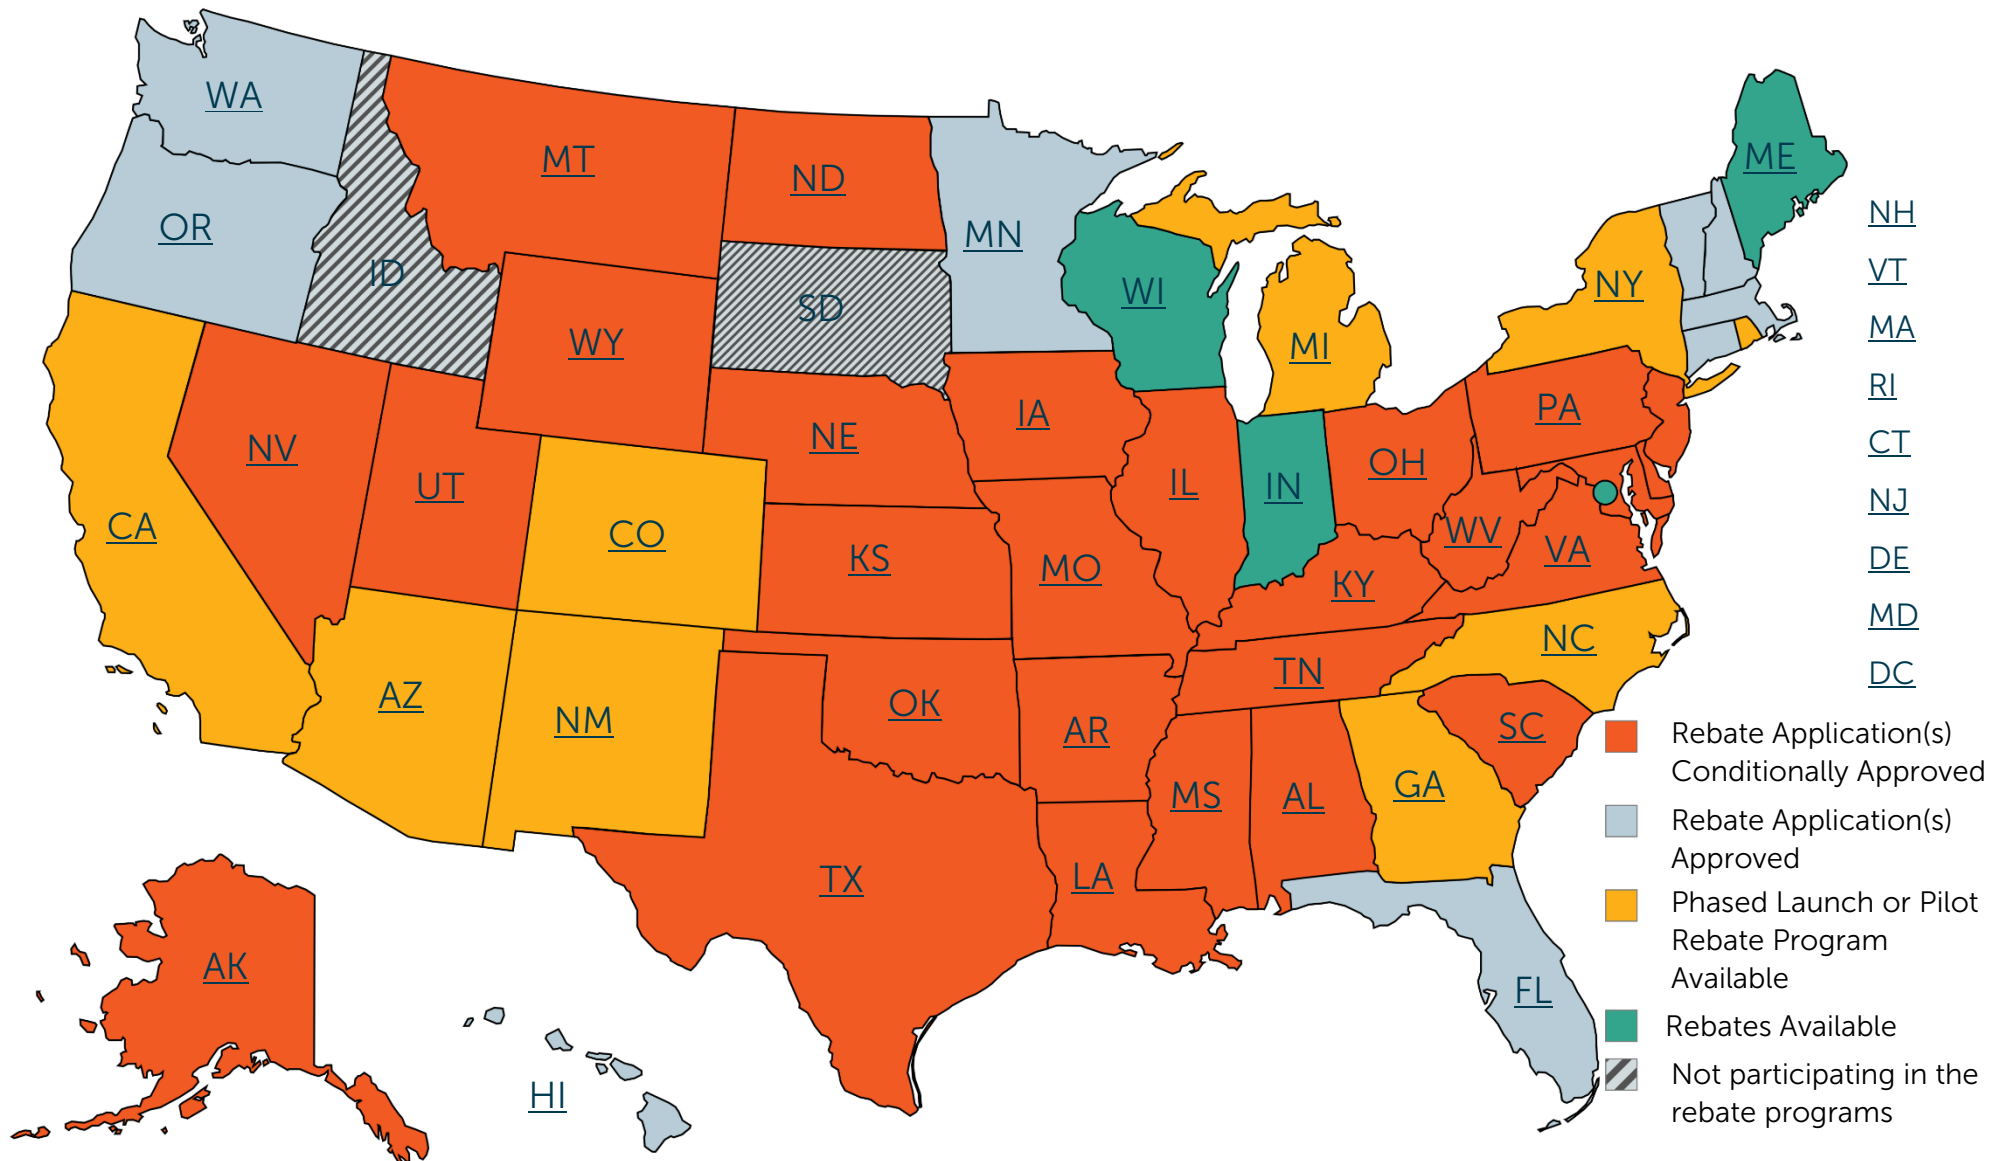 WA
MT
ND
MN
ME
OR
ID
SD
WI
NY
MI
WY
NH
VT
MA
RI
CT
NJ
DE
MD
DC
NV
UT
NE
IA
PA
CA
CO
KS
MO
IL
IN
OH
WV
VA
KY
NC
TN
AZ
NM
OK
AR
SC
MS
AL
GA
TX
LA
AK
HI
FL
Rebate Application(s)
Conditionally Approved
Rebate Application(s)
Approved
Phased Launch or Pilot
Rebate Program
Available
Rebates Available
Not participating in the
rebate programs